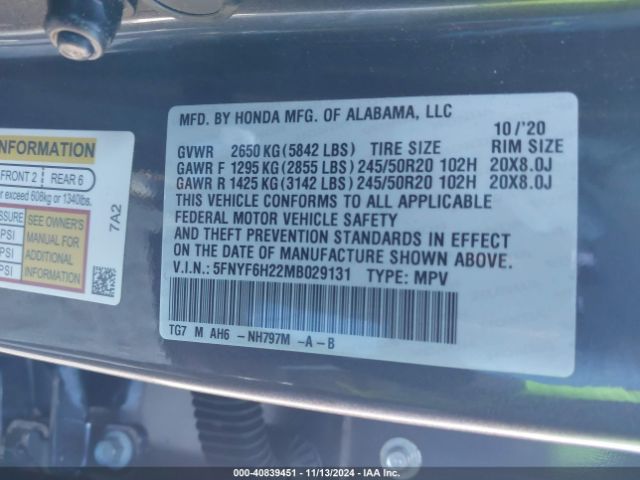 MFD. BY HONDA MFG. OF ALABAMA, LLC
10/'20
GVWR 2650 KG (5842 LBS) TIRE SIZE RIM SIZE
GAWR F 1295 KG (2855 LBS) 245/50R20 102H 20X8.0J
GAWR R 1425 KG (3142 LBS) 245/50R20 102H 20X8.0J
THIS VEHICLE CONFORMS TO ALL APPLICABLE
FEDERAL MOTOR VEHICLE SAFETY
AND THEFT PREVENTION STANDARDS IN EFFECT
ON THE DATE OF MANUFACTURE SHOWN ABOVE.
V.I.N.: 5FNYF6H22MB029131 TYPE: MPV
TG7 M AH6 -NH797M -A-B
INFORMATION
FRONT 2 REAR 6
exceed 608kg or 1340lbs.
SEE OWNER'S
MANUAL FOR
ADDITIONAL
INFORMATION
PSI
PSI
PSI
7A2
STOCK #: 40839451 - 11/13/2024 - IAA Inc.